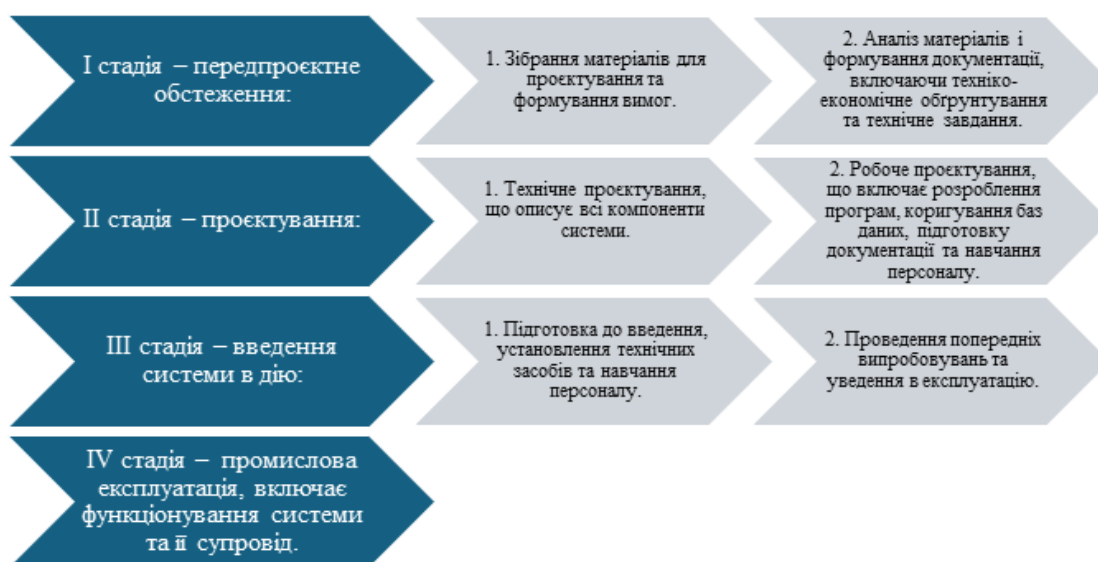 І стадія – передпроєктне
обстеження:
1. Зібрання матеріалів для
проєктування та
формування вимог.
2. Аналіз матеріалів і
формування документації,
включаючи техніко-
економічне обґрунтування
та технічне завдання.
ІІ стадія – проєктування:
1. Технічне проєктування,
що описує всі компоненти
системи.
2. Робоче проєктування,
що включає розроблення
програм, коригування баз
даних, підготовку
документації та навчання
персоналу.
ІІІ стадія – введення
системи в дію:
1. Підготовка до введення,
установлення технічних
засобів та навчання
персоналу.
2. Проведення попередніх
випробовувань та
уведення в експлуатацію.
IV стадія – промислова
експлуатація, включає
функціонування системи
та її супровід.